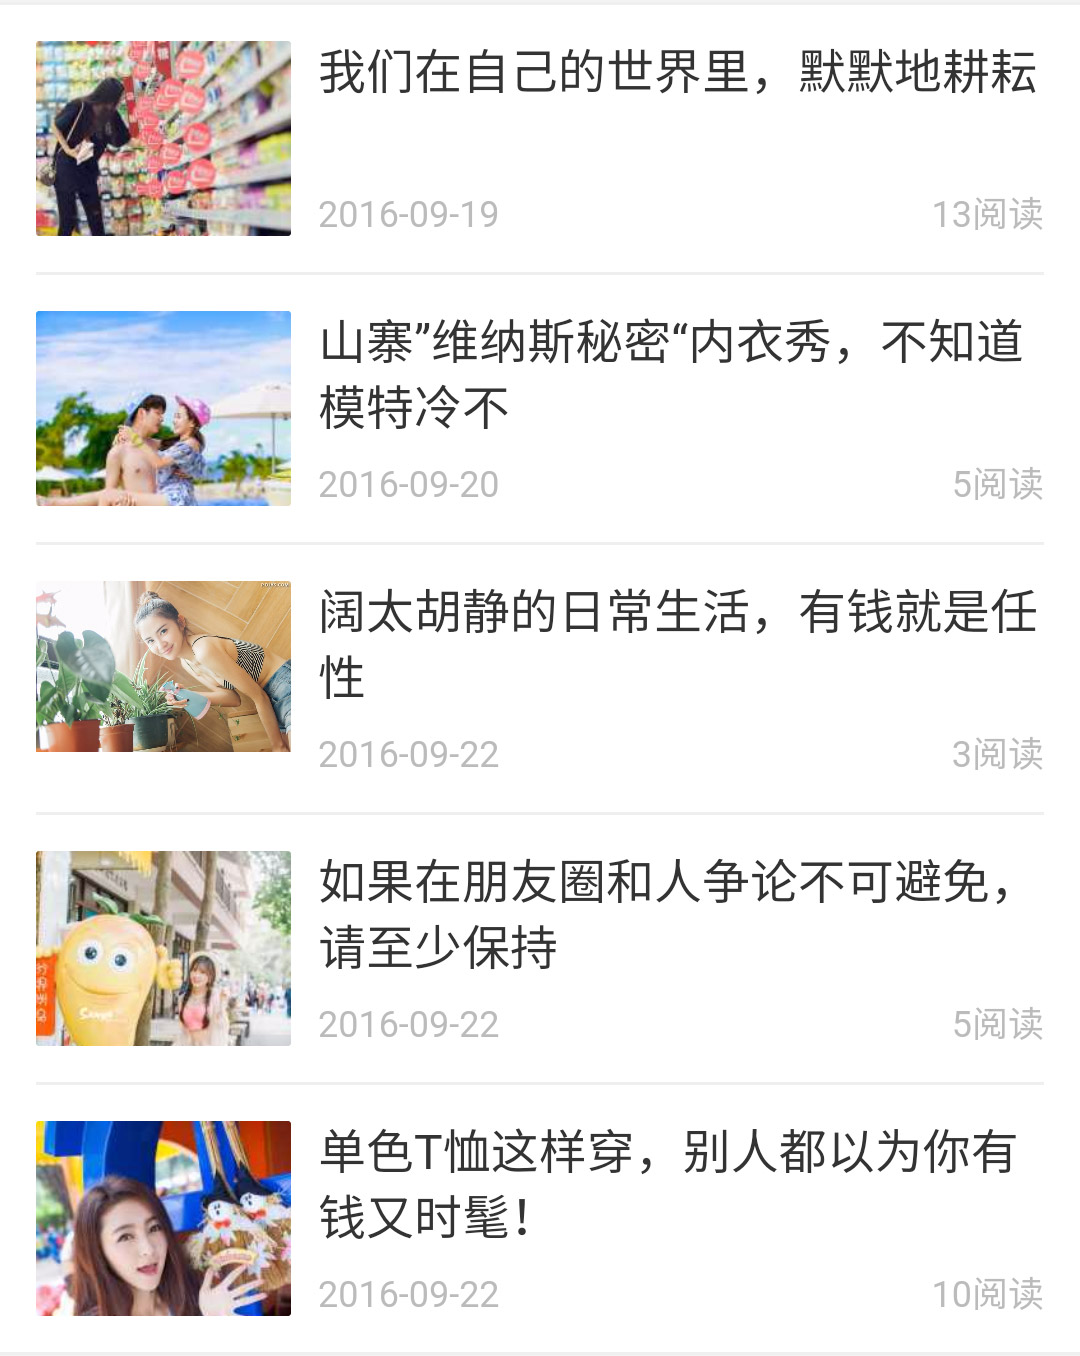 我们在自己的世界里，默默地耕耘
2016-09-19
13阅读
山寨”维纳斯秘密“内衣秀，不知道
模特冷不
2016-09-20
5阅读
阔太胡静的日常生活，有钱就是任
性
2016-09-22
3阅读
如果在朋友圈和人争论不可避免，
请至少保持
2016-09-22
5阅读
单色T恤这样穿，别人都以为你有
钱又时髦！
2016-09-22
10阅读